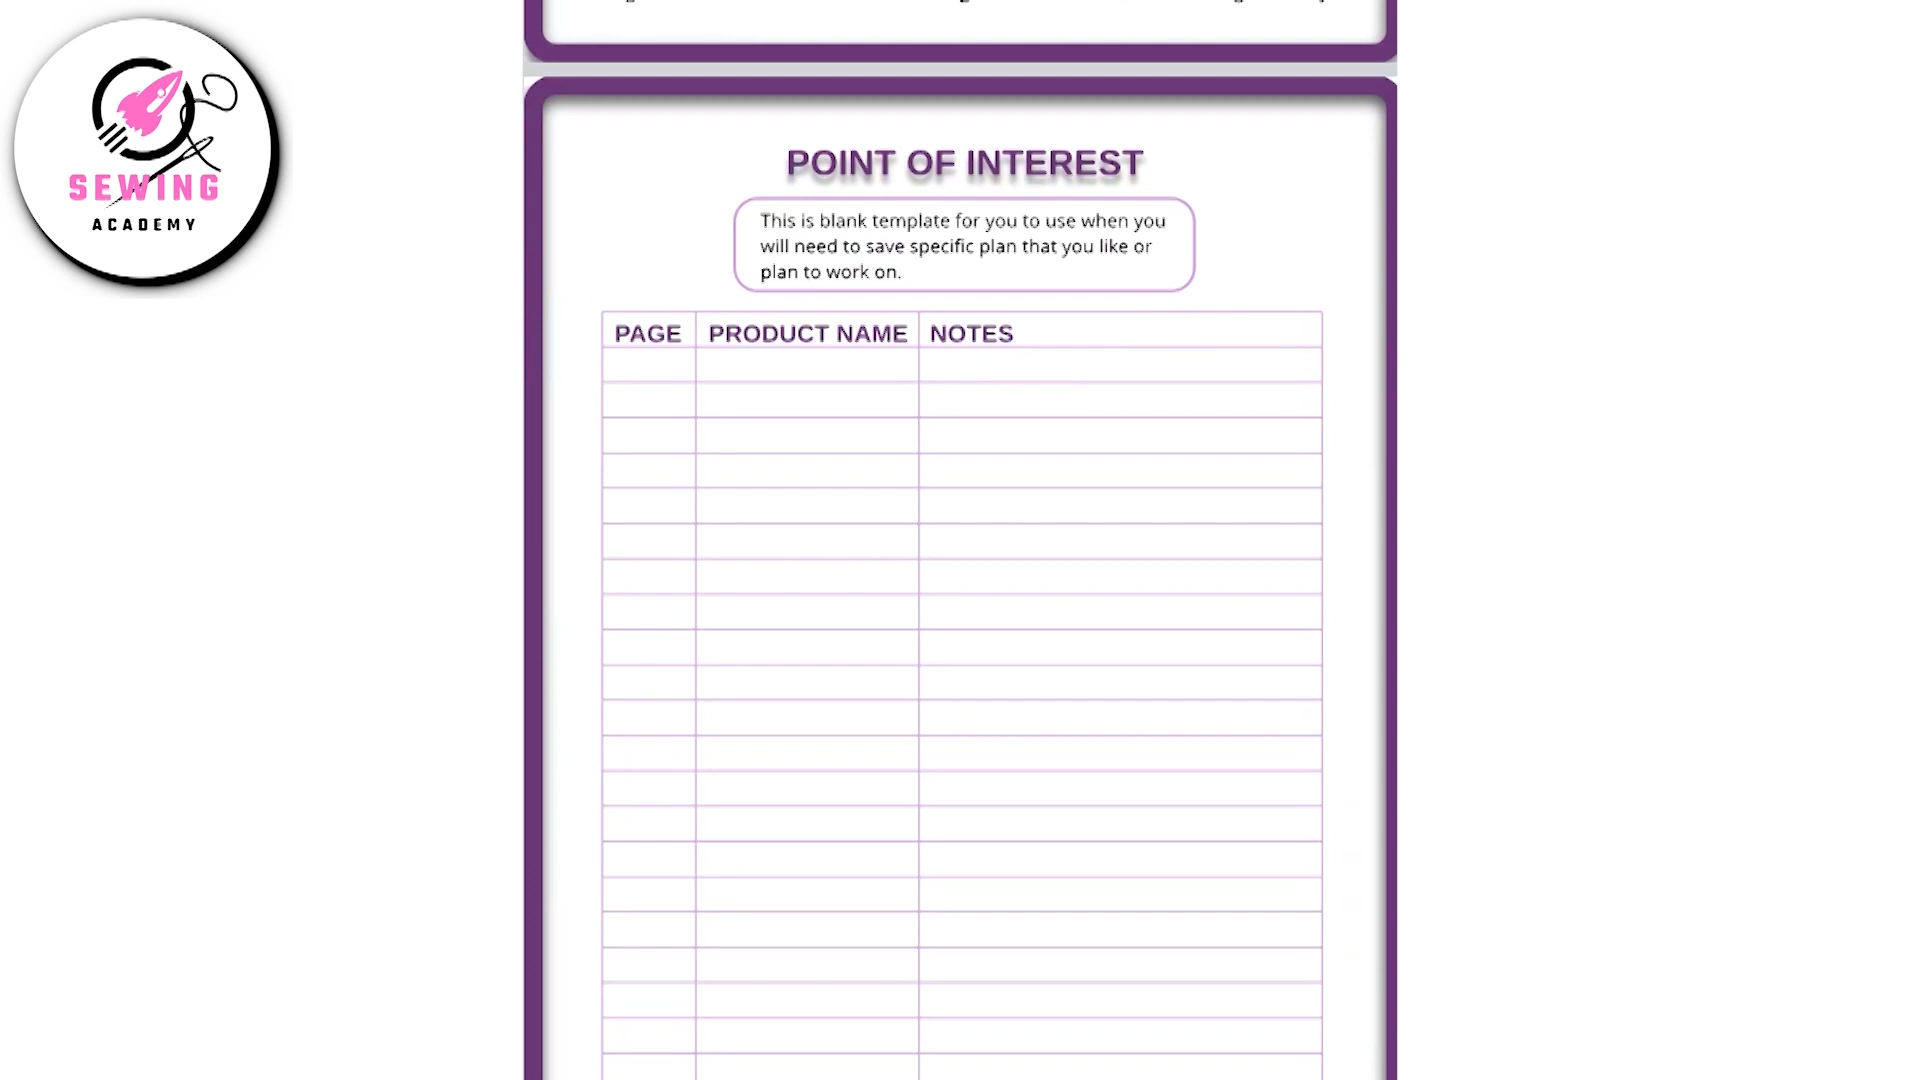 SEWING
ACADEMY
POINT OF INTEREST
This is blank template for you to use when you
will need to save specific plan that you like or
plan to work on.
PAGE PRODUCT NAME NOTES